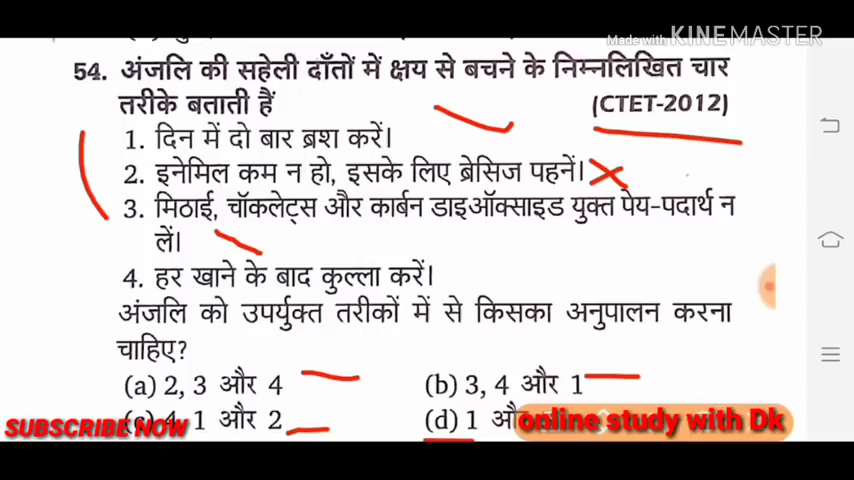 Made with KINEMASTER
54. अंजलि की सहेली दाँतों में क्षय से बचने के निम्नलिखित चार
तरीके बताती हैं (CTET-2012)
1. दिन में दो बार ब्रश करें।
2. इनेमिल कम न हो, इसके लिए ब्रेसिज पहनें।
3. मिठाई, चॉकलेट्स और कार्बन डाइऑक्साइड युक्त पेय-पदार्थ न
लें।
4. हर खाने के बाद कुल्ला करें।
अंजलि को उपर्युक्त तरीकों में से किसका अनुपालन करना
चाहिए?
(a) 2, 3 और 4 (b) 3, 4 और 1
1 और 2 (d) 1
SUBSCRIBE NOW online study with Dk